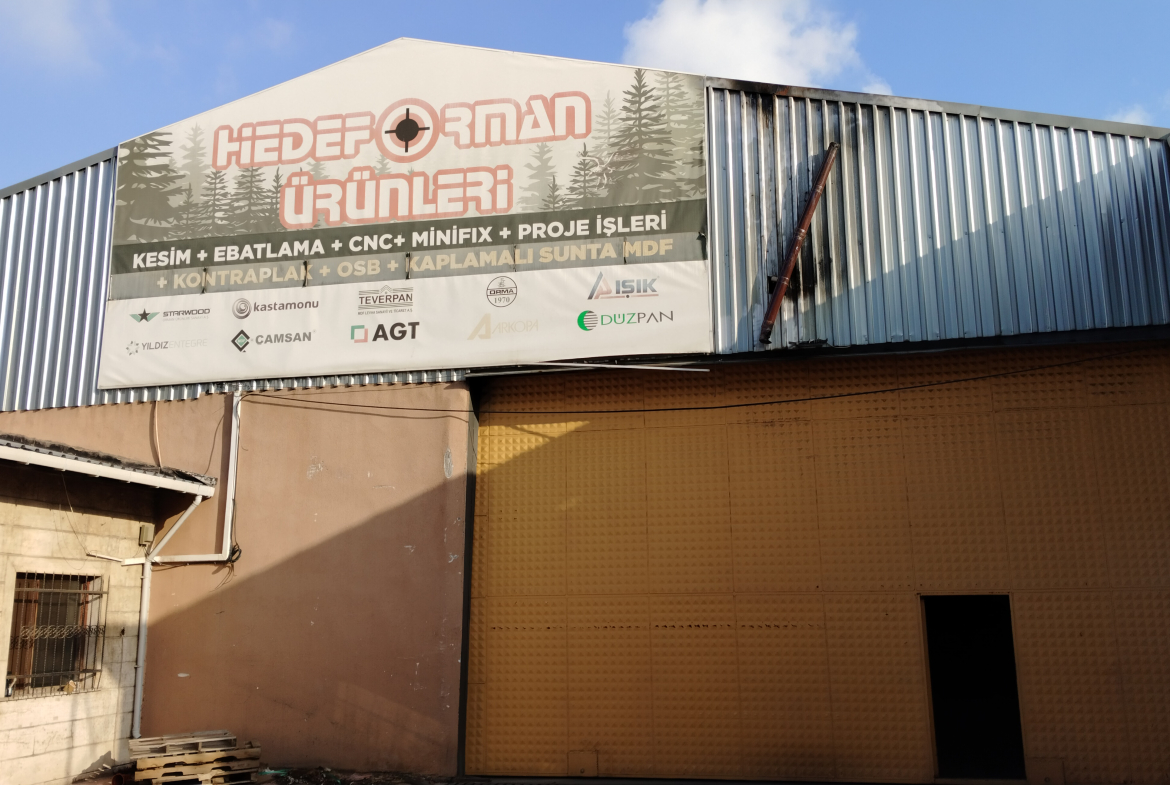 HEDEF ORMAN
ÜRÜNLERİ
KESİM + EBATLAMA + CNC+ MİNİFIX + PROJE İŞLERİ
+ KONTRAPLAK + OSB + KAPLAMALI SUNTA MDF
STARWOOD kastamonu TEVERPAN ORMA 1970 IŞIK
YILDIZ ENTEGRE CAMSAN AGT ARKOPA DÜZPAN